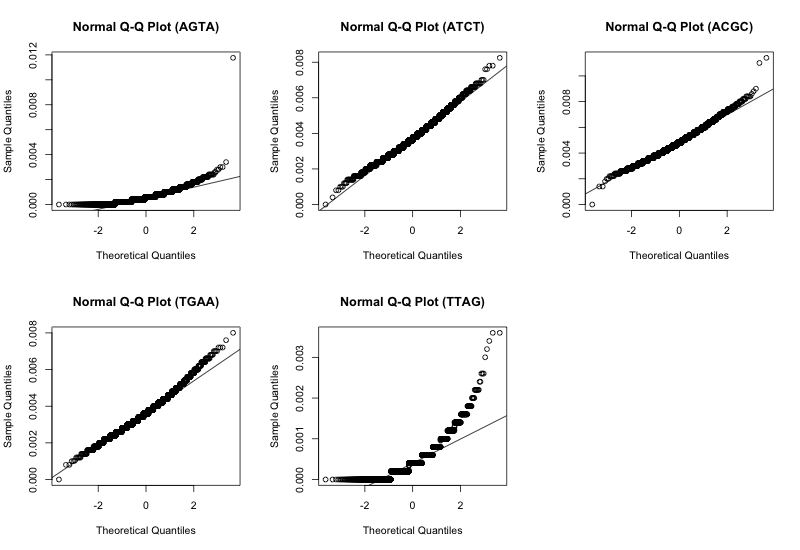 Normal Q-Q Plot (AGTA)
Sample Quantiles
0.012
0.008
0.004
0.000
-2 0 2
Theoretical Quantiles
Normal Q-Q Plot (ATCT)
Sample Quantiles
0.008
0.006
0.004
0.002
0.000
-2 0 2
Theoretical Quantiles
Normal Q-Q Plot (ACGC)
Sample Quantiles
0.008
0.004
0.000
-2 0 2
Theoretical Quantiles
Normal Q-Q Plot (TGAA)
Sample Quantiles
0.008
0.006
0.004
0.002
0.000
-2 0 2
Theoretical Quantiles
Normal Q-Q Plot (TTAG)
Sample Quantiles
0.003
0.002
0.001
0.000
-2 0 2
Theoretical Quantiles